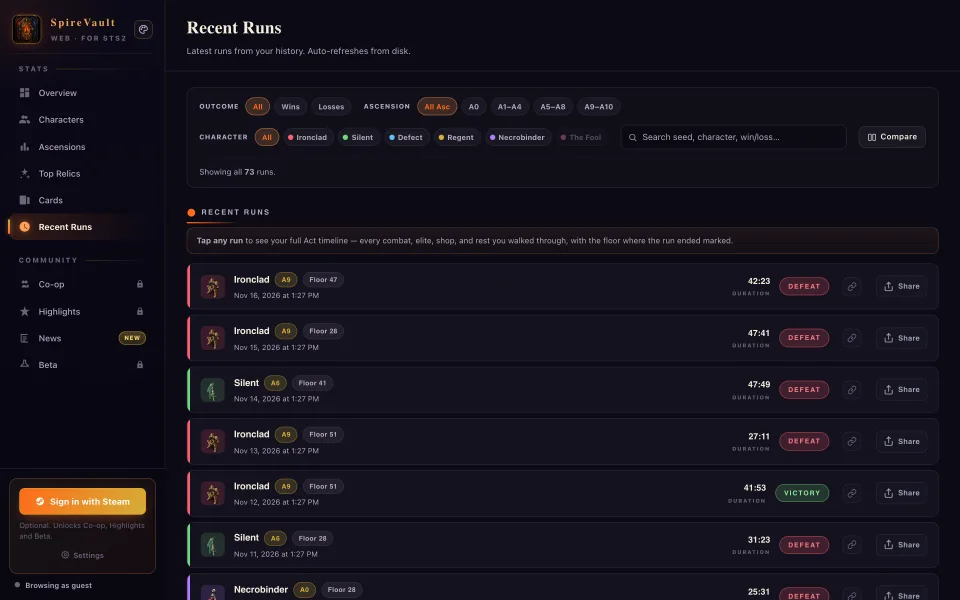 SpireVault
WEB · FOR STS2
STATS
Overview
Characters
Ascensions
Top Relics
Cards
Recent Runs
COMMUNITY
Co-op
Highlights
News NEW
Beta
Sign in with Steam
Optional. Unlocks Co-op, Highlights
and Beta.
Settings
Browsing as guest
Recent Runs
Latest runs from your history. Auto-refreshes from disk.
OUTCOME All Wins Losses ASCENSION All Asc A0 A1–A4 A5–A8 A9–A10
CHARACTER All Ironclad Silent Defect Regent Necrobinder The Fool Search seed, character, win/loss... Compare
Showing all 73 runs.
RECENT RUNS
Tap any run to see your full Act timeline — every combat, elite, shop, and rest you walked through, with the floor where the run ended marked.
Ironclad A9 Floor 47
Nov 16, 2026 at 1:27 PM
42:23
DURATION
DEFEAT
Share
Ironclad A9 Floor 28
Nov 15, 2026 at 1:27 PM
47:41
DURATION
DEFEAT
Share
Silent A6 Floor 41
Nov 14, 2026 at 1:27 PM
47:49
DURATION
DEFEAT
Share
Ironclad A9 Floor 51
Nov 13, 2026 at 1:27 PM
27:11
DURATION
DEFEAT
Share
Ironclad A9 Floor 51
Nov 12, 2026 at 1:27 PM
41:53
DURATION
VICTORY
Share
Silent A6 Floor 28
Nov 11, 2026 at 1:27 PM
31:23
DURATION
DEFEAT
Share
Necrobinder A0 Floor 28
25:31
DEFEAT
Share